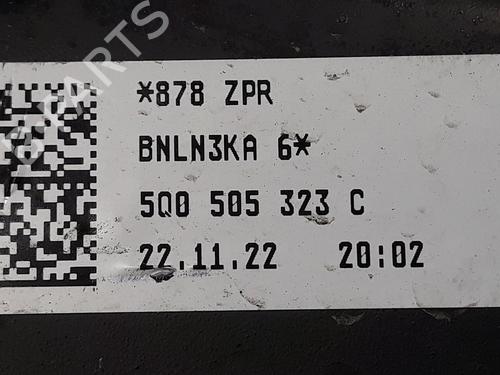 *878 ZPR
BNLN3KA 6*
5Q0 505 323 C
22.11.22 20:02